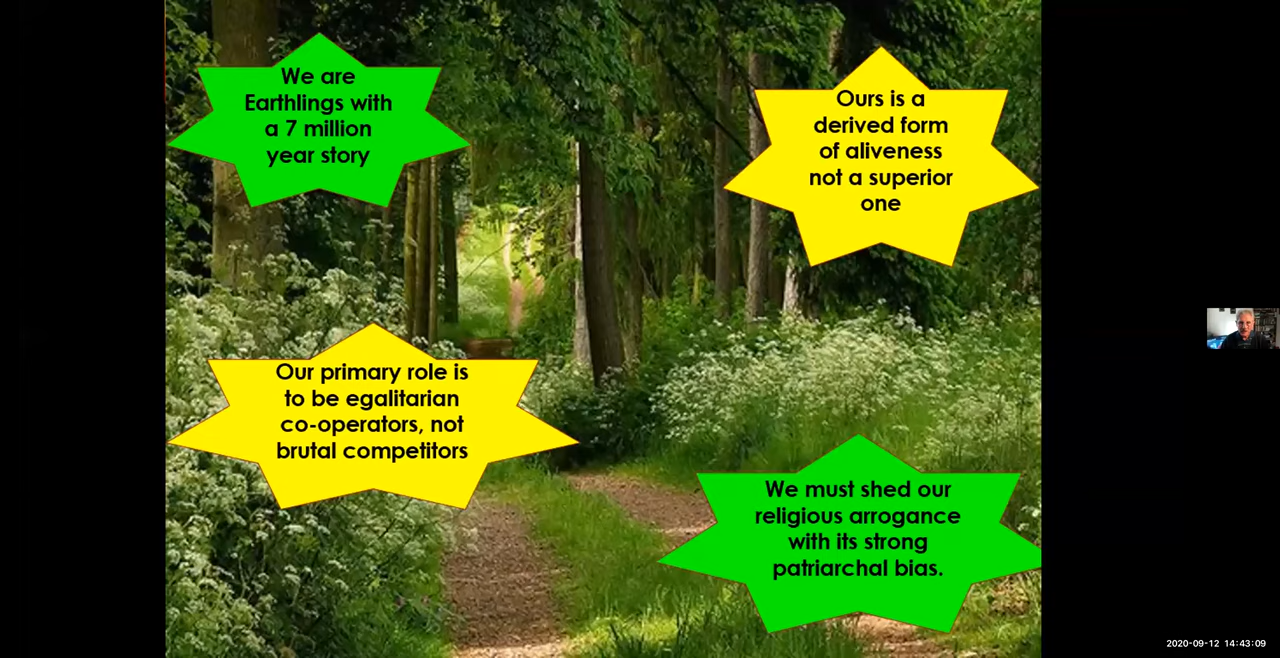 We are
Earthlings with
a 7 million
year story
Ours is a
derived form
of aliveness
not a superior
one
Our primary role is
to be egalitarian
co-operators, not
brutal competitors
We must shed our
religious arrogance
with its strong
patriarchal bias.
2020-09-12 14:43:09